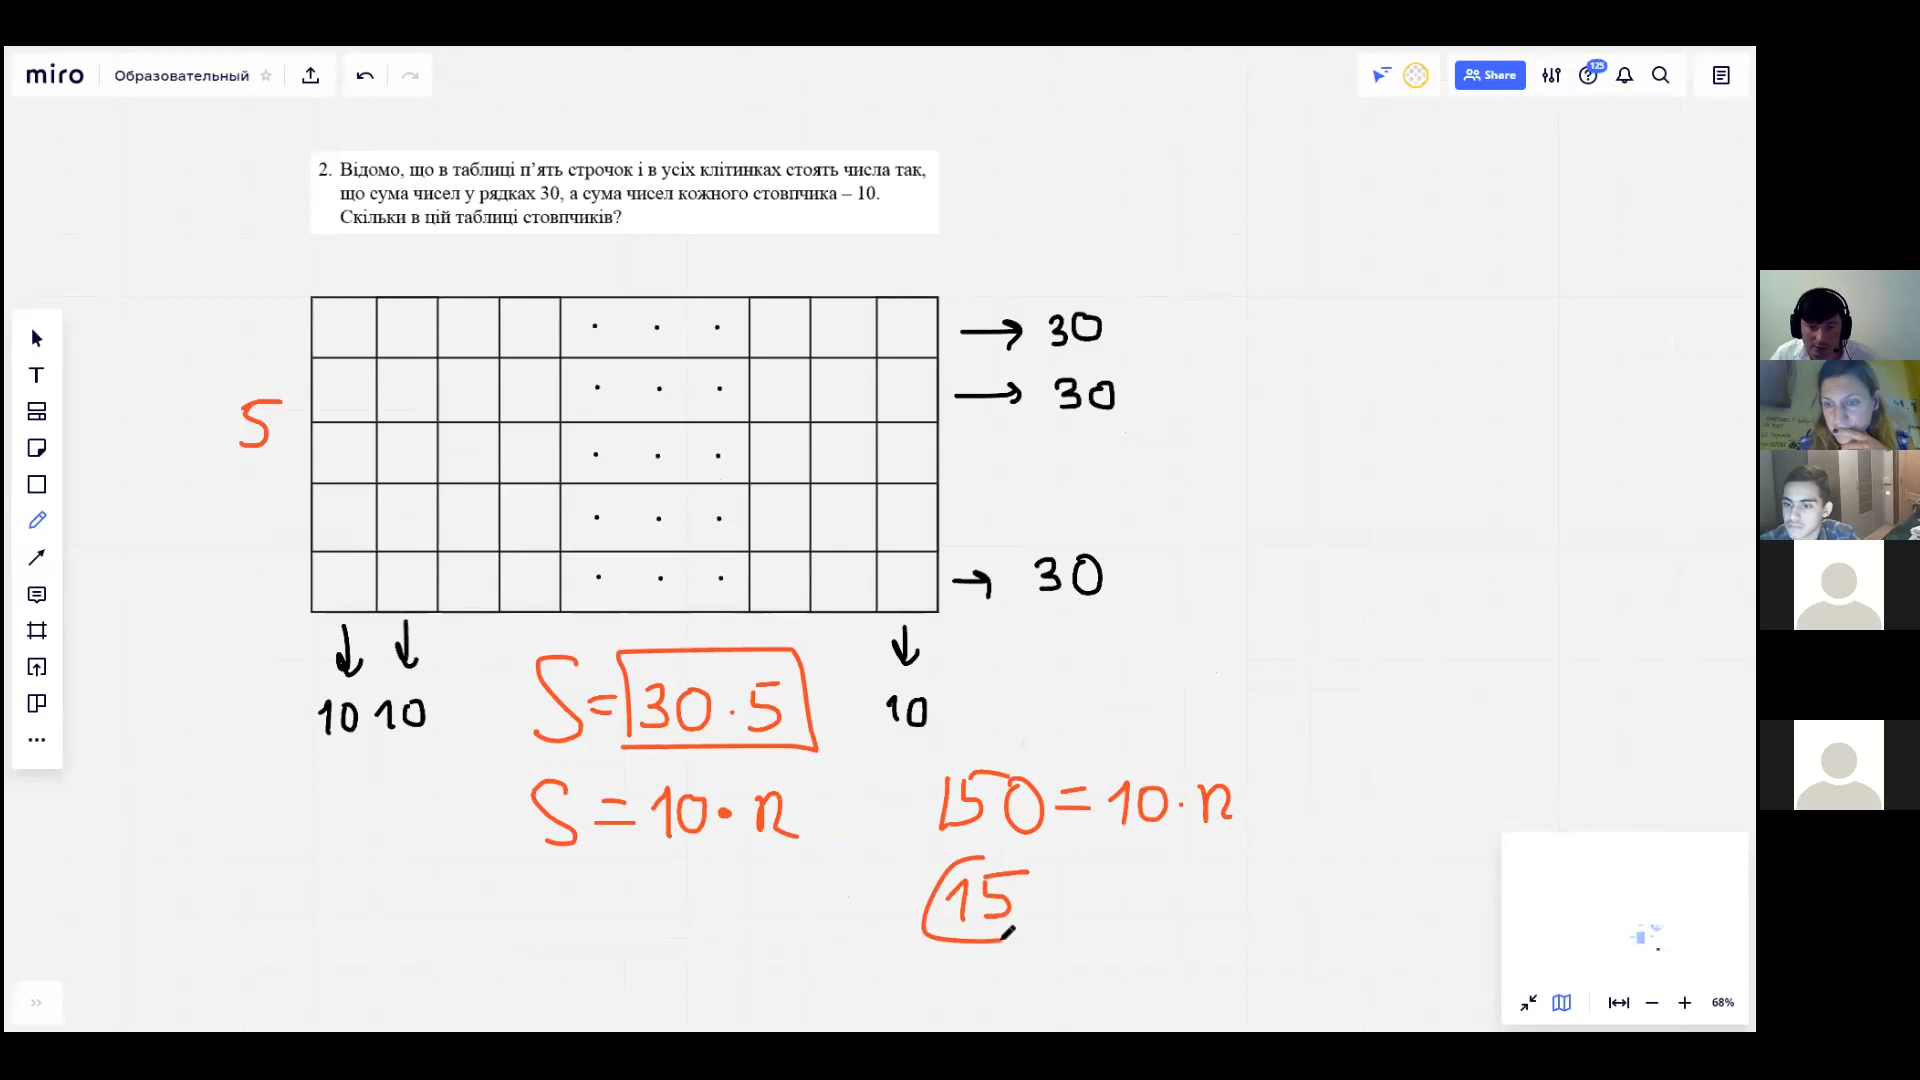 miro Образовательный Share 125
2. Відомо, що в таблиці п’ять строчок і в усіх клітинках стоять числа так,
що сума чисел у рядках 30, а сума чисел кожного стовпчика – 10.
Скільки в цій таблиці стовпчиків?
→ 30
→ 30
5
→ 30
↓ ↓ ↓
10 10 10
S = 30 · 5
S = 10 · n
150 = 10 · n
15
68%